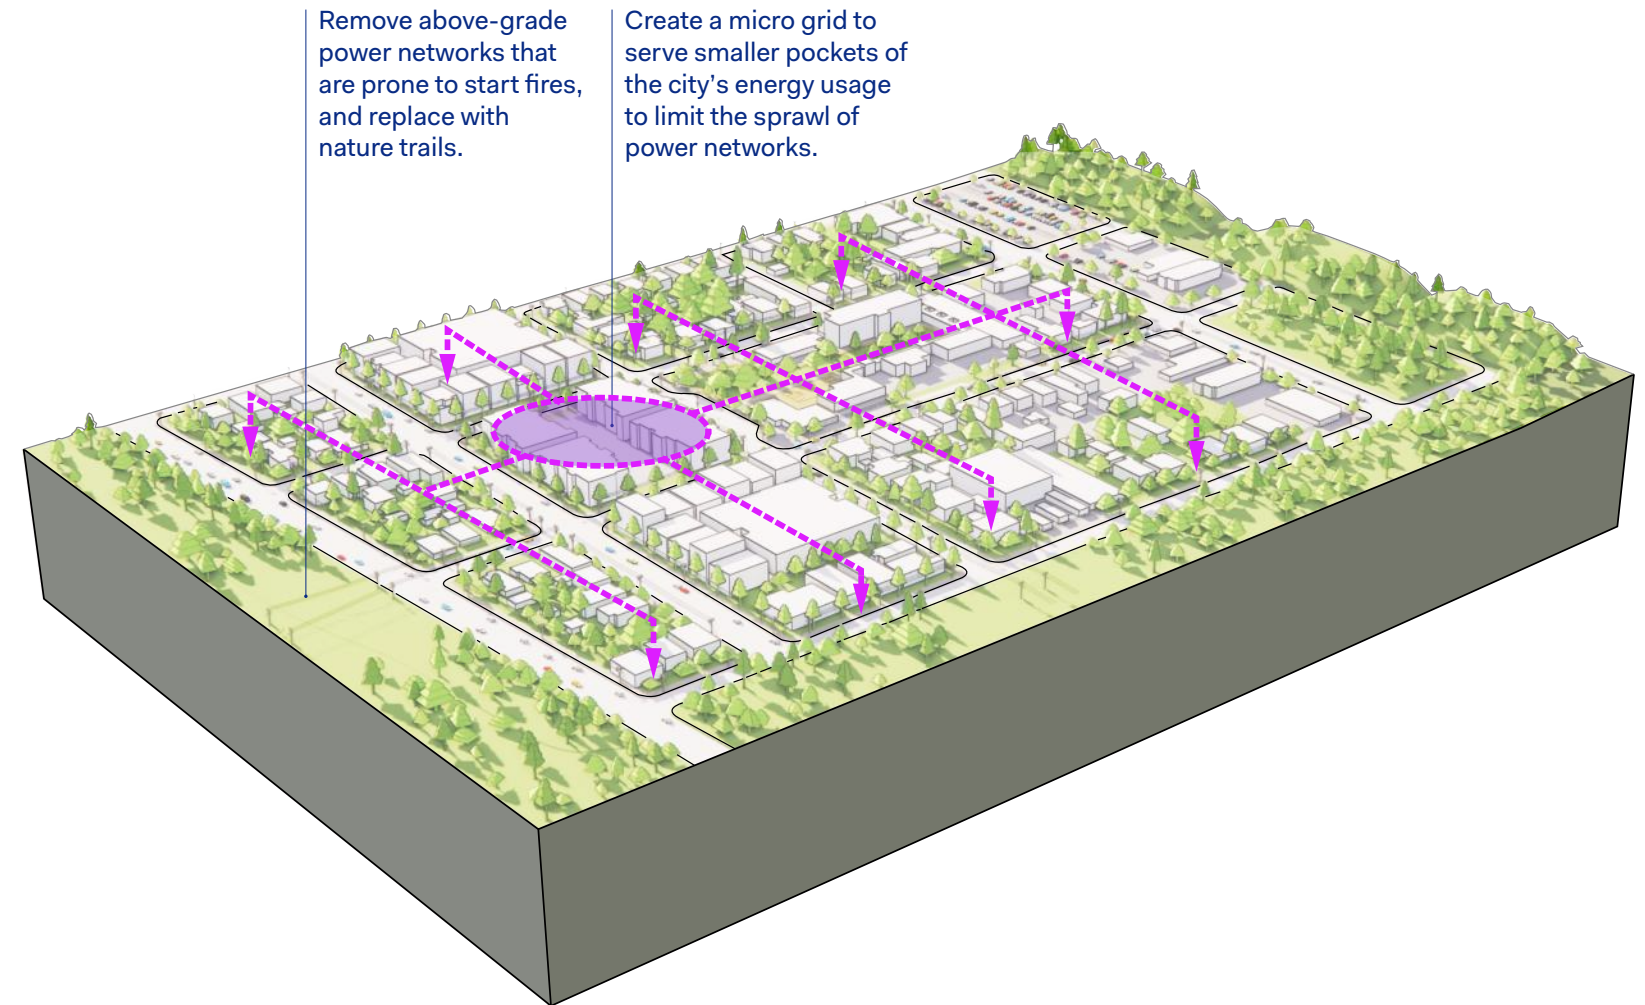 Remove above-grade
power networks that
are prone to start fires,
and replace with
nature trails.
Create a micro grid to
serve smaller pockets of
the city’s energy usage
to limit the sprawl of
power networks.